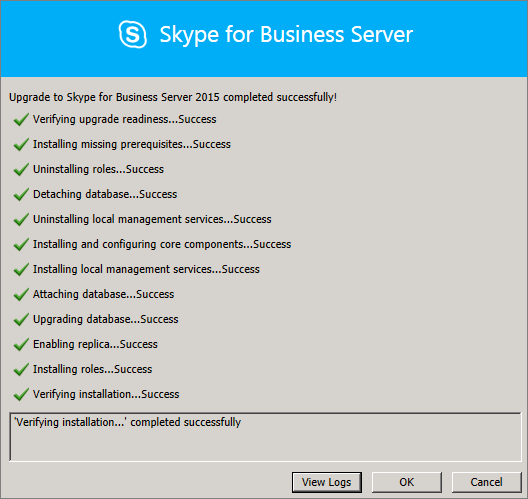 Skype for Business Server
Upgrade to Skype for Business Server 2015 completed successfully!
Verifying upgrade readiness...Success
Installing missing prerequisites...Success
Uninstalling roles...Success
Detaching database...Success
Uninstalling local management services...Success
Installing and configuring core components...Success
Installing local management services...Success
Attaching database...Success
Upgrading database...Success
Enabling replica...Success
Installing roles...Success
Verifying installation...Success
'Verifying installation...' completed successfully
View Logs OK Cancel